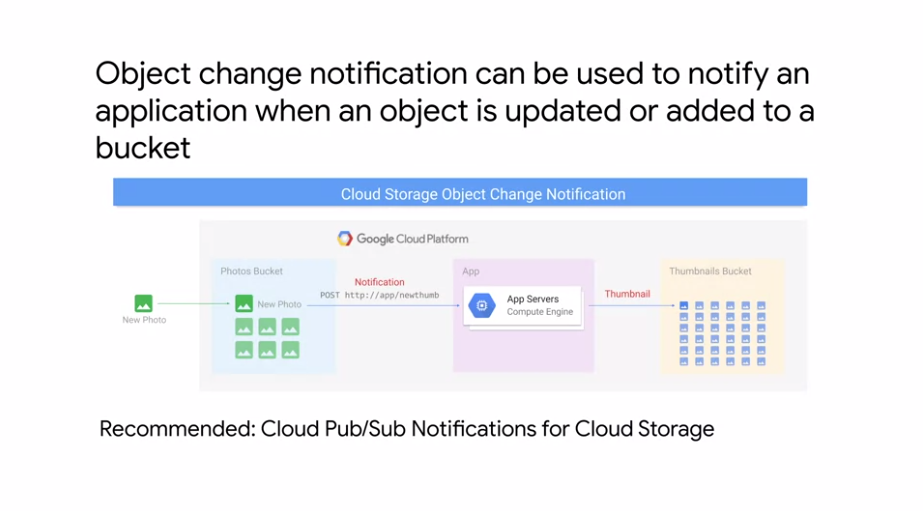 Object change notification can be used to notify an
application when an object is updated or added to a
bucket
Cloud Storage Object Change Notification
Google Cloud Platform
Photos Bucket
Notification
POST http://app/newthumb
App
Thumbnails Bucket
New Photo
New Photo
App Servers
Compute Engine
Thumbnail
Recommended: Cloud Pub/Sub Notifications for Cloud Storage